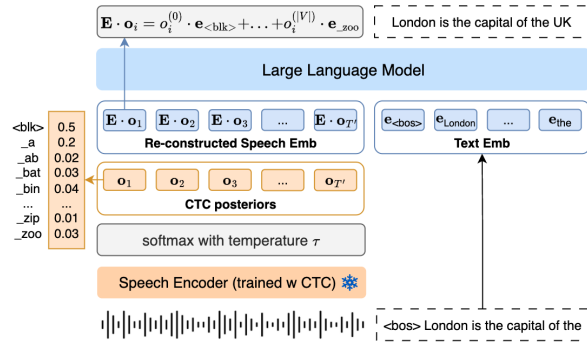 E · o_i = o_i^(0) · e_<blk> + ... + o_i^(|V|) · e__zoo
London is the capital of the UK
Large Language Model
E · o_1 E · o_2 E · o_3 ... E · o_T′
Re-constructed Speech Emb
e_<bos> e_London ... e_the
Text Emb
<blk> 0.5
_a 0.2
_ab 0.02
_bat 0.03
_bin 0.04
... ...
_zip 0.01
_zoo 0.03
o_1 o_2 o_3 ... o_T′
CTC posteriors
softmax with temperature τ
Speech Encoder (trained w CTC)
<bos> London is the capital of the